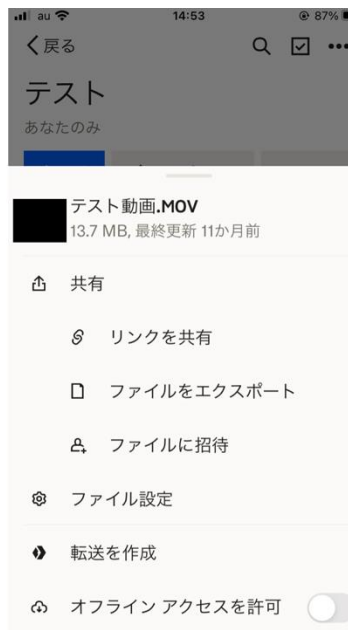 au 14:53 87%
戻る
テスト
あなたのみ
テスト動画.MOV
13.7 MB, 最終更新 11か月前
共有
リンクを共有
ファイルをエクスポート
ファイルに招待
ファイル設定
転送を作成
オフライン アクセスを許可